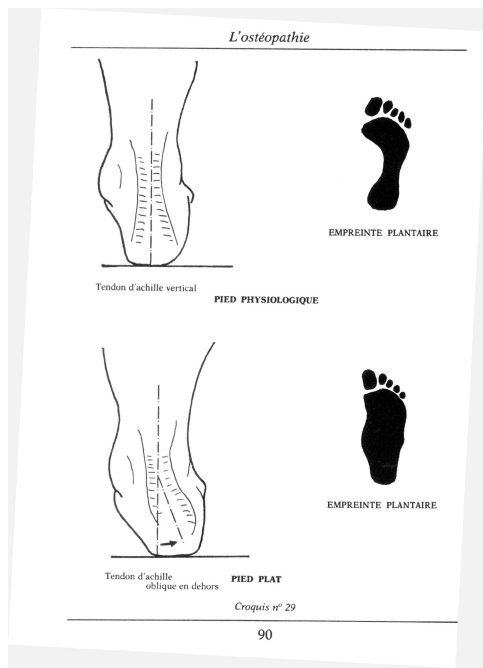 L'ostéopathie
EMPREINTE PLANTAIRE
Tendon d'achille vertical
PIED PHYSIOLOGIQUE
EMPREINTE PLANTAIRE
Tendon d'achille
oblique en dehors
PIED PLAT
Croquis nº 29
90